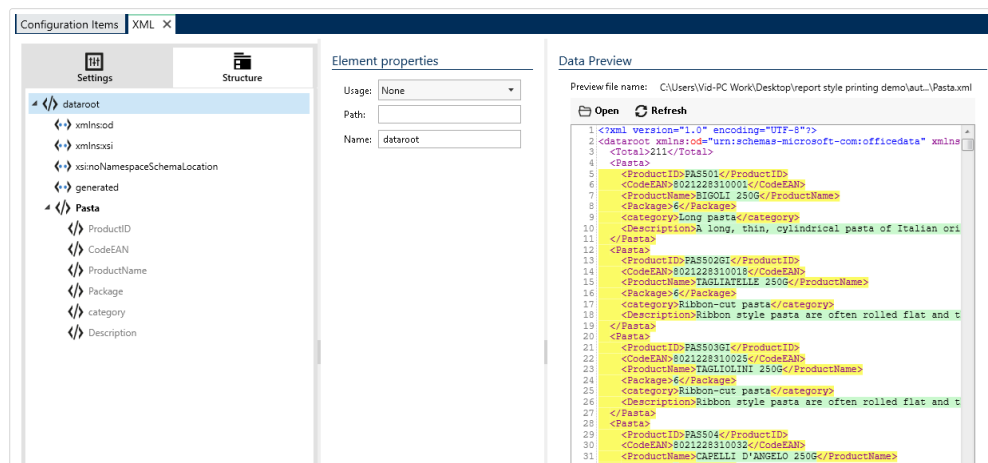 Configuration Items XML
Settings
Structure
dataroot
xmlns:od
xmlns:xsi
xsi:noNamespaceSchemaLocation
generated
Pasta
ProductID
CodeEAN
ProductName
Package
category
Description
Element properties
Usage: None
Path:
Name: dataroot
Data Preview
Preview file name: C:\Users\Vid-PC Work\Desktop\report style printing demo\aut...\Pasta.xml
Open Refresh
1 <?xml version="1.0" encoding="UTF-8"?>
2 <dataroot xmlns:od="urn:schemas-microsoft-com:officedata" xmlns
3 <Total>211</Total>
4 <Pasta>
5 <ProductID>PAS501</ProductID>
6 <CodeEAN>8021228310001</CodeEAN>
7 <ProductName>BIGOLI 250G</ProductName>
8 <Package>6</Package>
9 <category>Long pasta</category>
10 <Description>A long, thin, cylindrical pasta of Italian ori
11 </Pasta>
12 <Pasta>
13 <ProductID>PAS502GI</ProductID>
14 <CodeEAN>8021228310018</CodeEAN>
15 <ProductName>TAGLIATELLE 250G</ProductName>
16 <Package>6</Package>
17 <category>Ribbon-cut pasta</category>
18 <Description>Ribbon style pasta are often rolled flat and t
19 </Pasta>
20 <Pasta>
21 <ProductID>PAS503GI</ProductID>
22 <CodeEAN>8021228310025</CodeEAN>
23 <ProductName>TAGLIOLINI 250G</ProductName>
24 <Package>6</Package>
25 <category>Ribbon-cut pasta</category>
26 <Description>Ribbon style pasta are often rolled flat and t
27 </Pasta>
28 <Pasta>
29 <ProductID>PAS504</ProductID>
30 <CodeEAN>8021228310032</CodeEAN>
31 <ProductName>CAPELLI D'ANGELO 250G</ProductName>